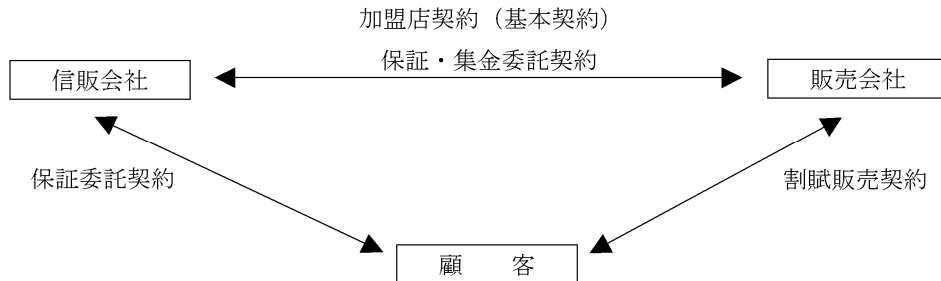 加盟店契約（基本契約）
保証・集金委託契約
信販会社
販売会社
保証委託契約
割賦販売契約
顧　　客